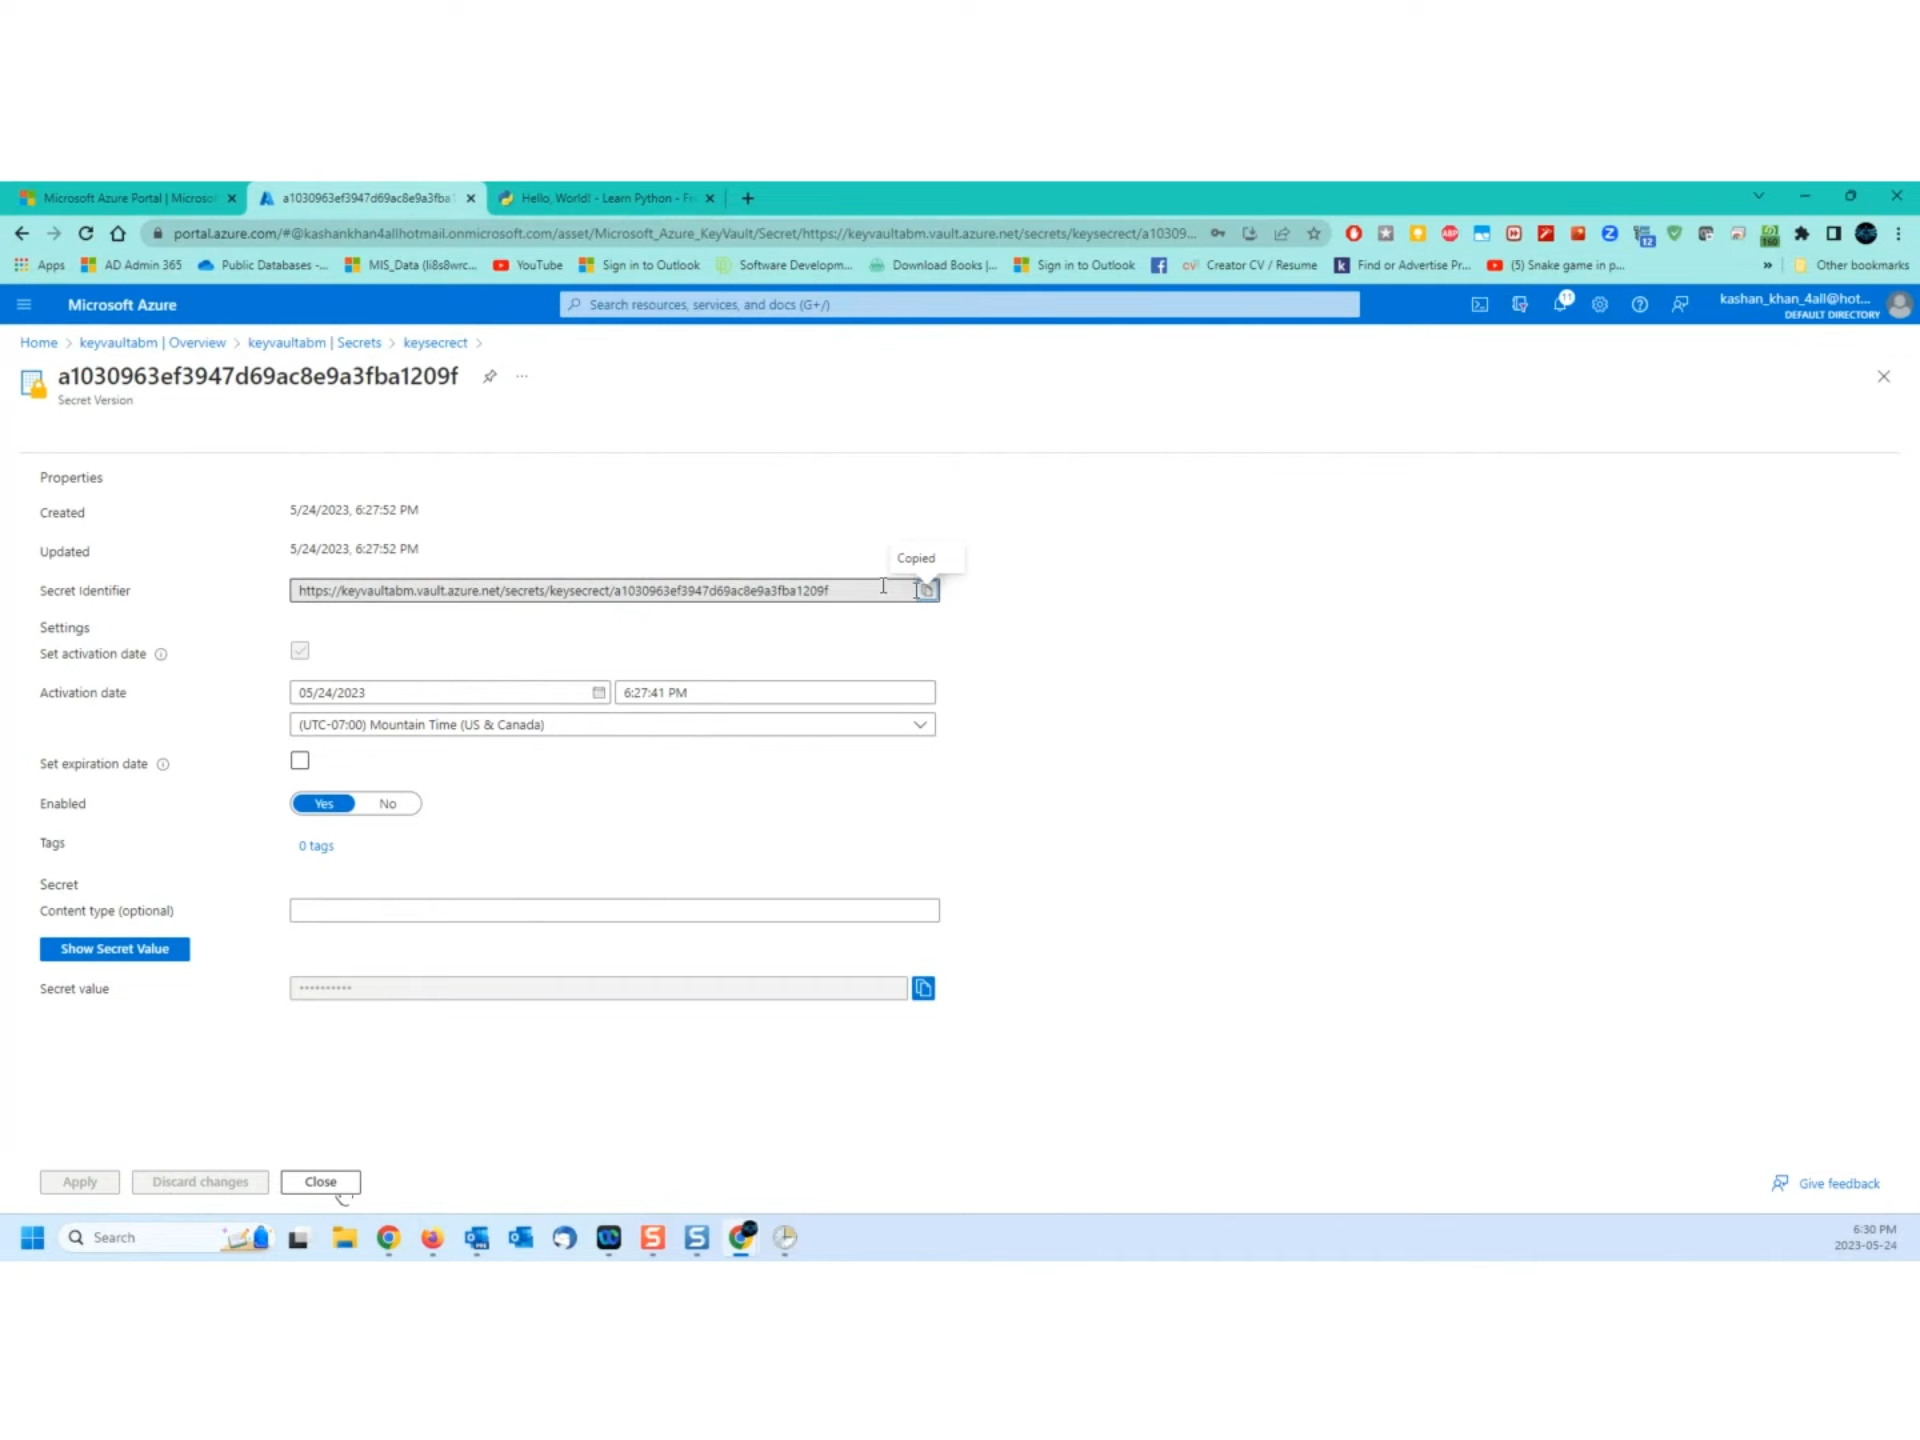 Microsoft Azure Portal | Microso
a1030963ef3947d69ac8e9a3fba1
Hello, World! - Learn Python - Fr
portal.azure.com/#@kashankhan4allhotmail.onmicrosoft.com/asset/Microsoft_Azure_KeyVault/Secret/https://keyvaultabm.vault.azure.net/secrets/keysecrect/a10309...
ABP
12
160
Apps
AD Admin 365
Public Databases -...
MIS_Data (li8s8wrc...
YouTube
Sign in to Outlook
Software Developm...
Download Books |...
Sign in to Outlook
Creator CV / Resume
Find or Advertise Pr...
(5) Snake game in p...
»
Other bookmarks
Microsoft Azure
Search resources, services, and docs (G+/)
11
kashan_khan_4all@hot...
DEFAULT DIRECTORY
Home > keyvaultabm | Overview > keyvaultabm | Secrets > keysecrect >
a1030963ef3947d69ac8e9a3fba1209f
Secret Version
Properties
Created
5/24/2023, 6:27:52 PM
Updated
5/24/2023, 6:27:52 PM
Copied
Secret Identifier
https://keyvaultabm.vault.azure.net/secrets/keysecrect/a1030963ef3947d69ac8e9a3fba1209f
Settings
Set activation date
Activation date
05/24/2023
6:27:41 PM
(UTC-07:00) Mountain Time (US & Canada)
Set expiration date
Enabled
Yes
No
Tags
0 tags
Secret
Content type (optional)
Show Secret Value
Secret value
Apply
Discard changes
Close
Give feedback
Search
6:30 PM
2023-05-24